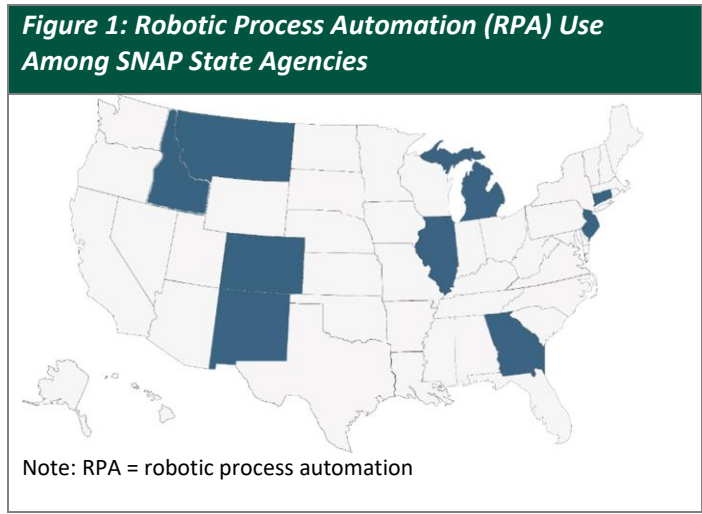 Figure 1: Robotic Process Automation (RPA) Use
Among SNAP State Agencies
Note: RPA = robotic process automation